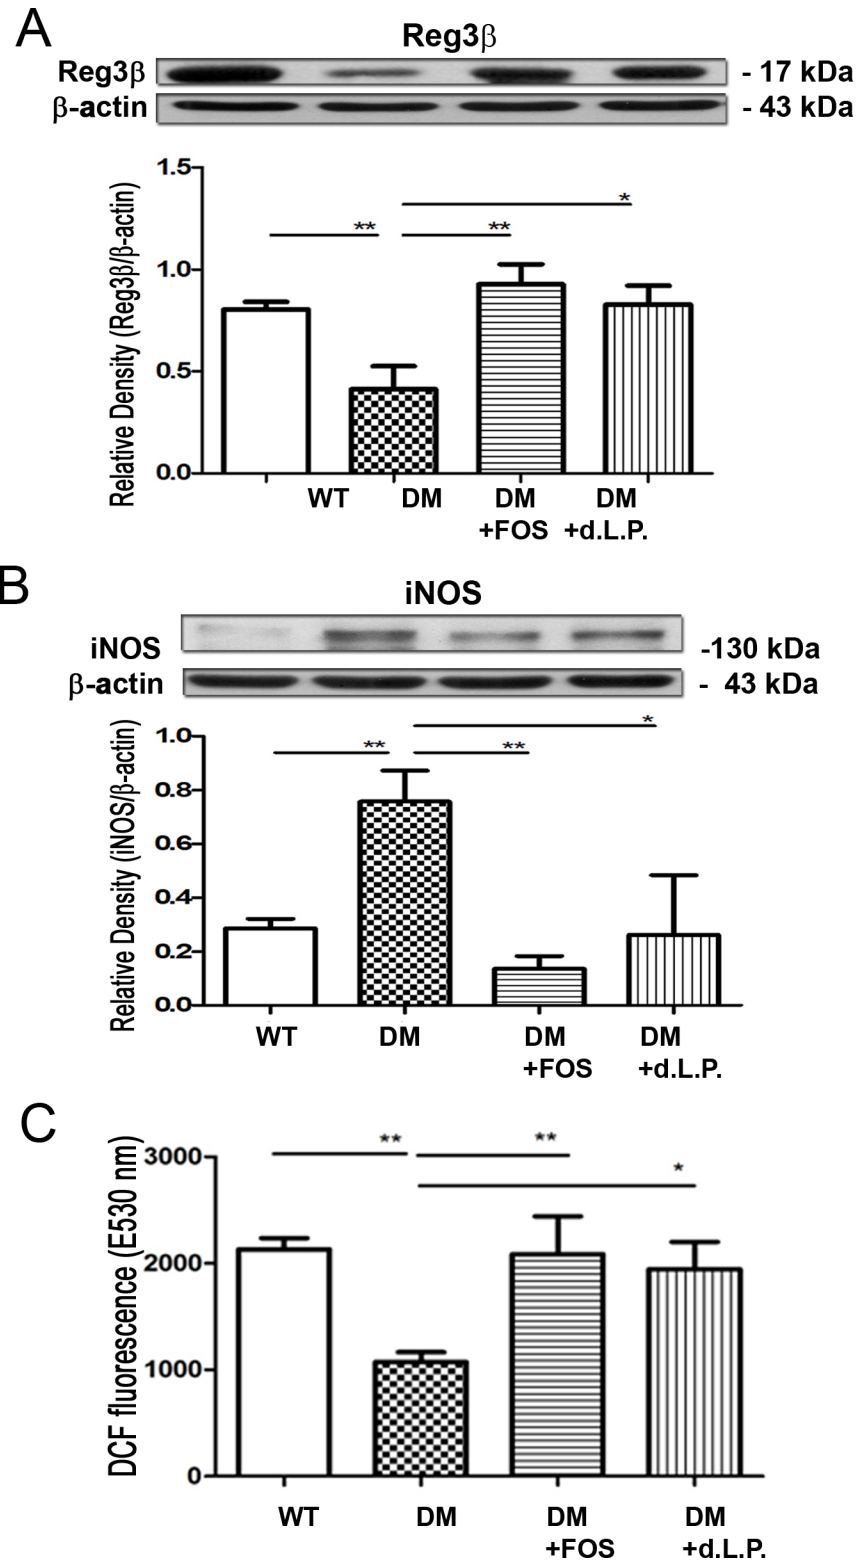 A
Reg3β
Reg3β
- 17 kDa
β-actin
- 43 kDa
Relative Density (Reg3β/β-actin)
1.5
1.0
0.5
0.0
**
**
*
WT DM DM DM
+FOS +d.L.P.
B
iNOS
iNOS
-130 kDa
β-actin
- 43 kDa
Relative Density (iNOS/β-actin)
1.0
0.8
0.6
0.4
0.2
0.0
**
**
*
WT DM DM DM
+FOS +d.L.P.
C
DCF fluorescence (E530 nm)
3000
2000
1000
0
**
**
*
WT DM DM DM
+FOS +d.L.P.